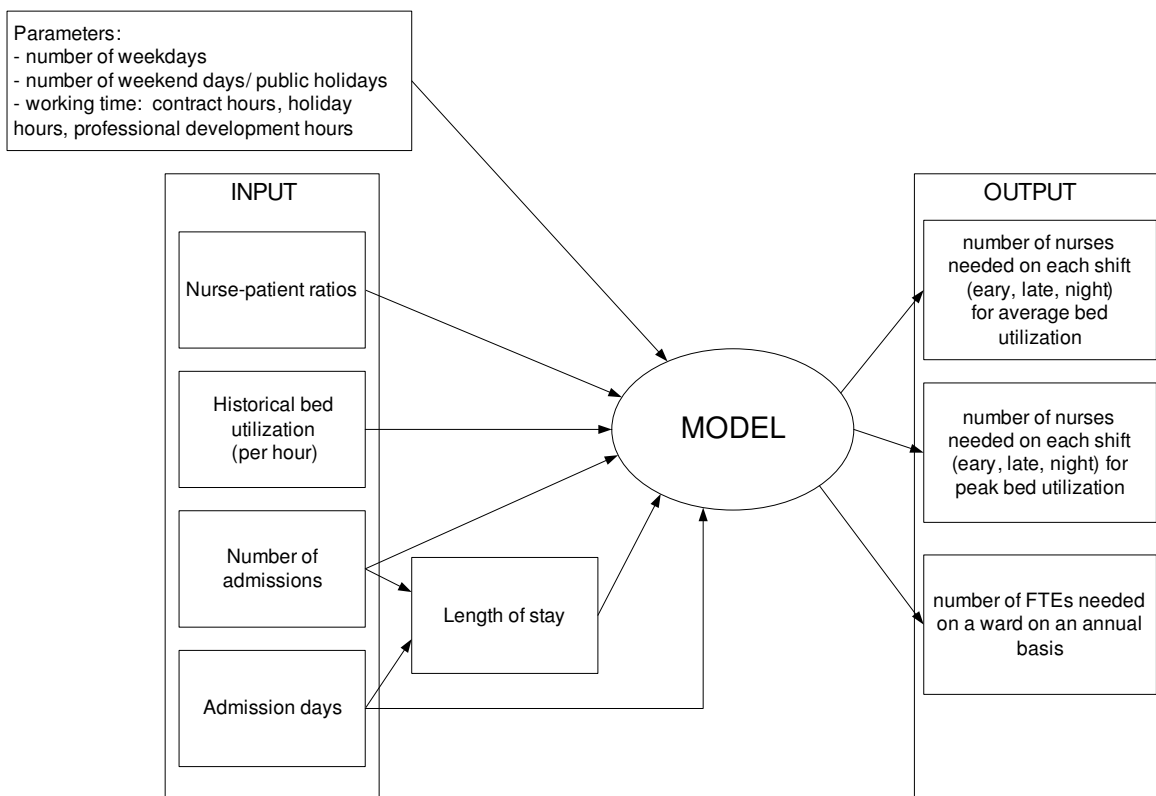 Parameters:
- number of weekdays
- number of weekend days/ public holidays
- working time: contract hours, holiday
hours, professional development hours
INPUT
Nurse-patient ratios
Historical bed
utilization
(per hour)
Number of
admissions
Admission days
Length of stay
MODEL
OUTPUT
number of nurses
needed on each shift
(eary, late, night)
for average bed
utilization
number of nurses
needed on each shift
(eary, late, night) for
peak bed utilization
number of FTEs needed
on a ward on an annual
basis